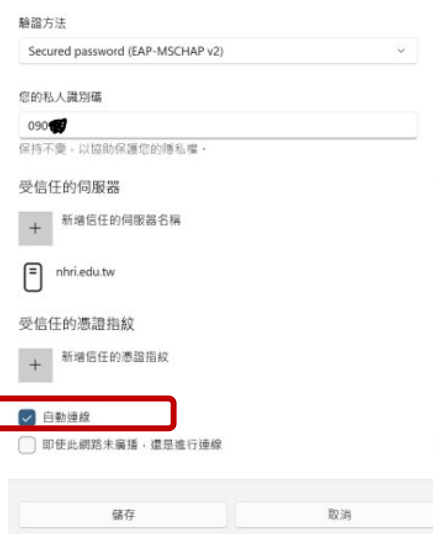 驗證方法
Secured password (EAP-MSCHAP v2)
您的私人識別碼
090
保持不變，以協助保護您的隱私權。
受信任的伺服器
新增信任的伺服器名稱
nhri.edu.tw
受信任的憑證指紋
新增信任的憑證指紋
自動連線
即使此網路未廣播，還是進行連線
儲存
取消